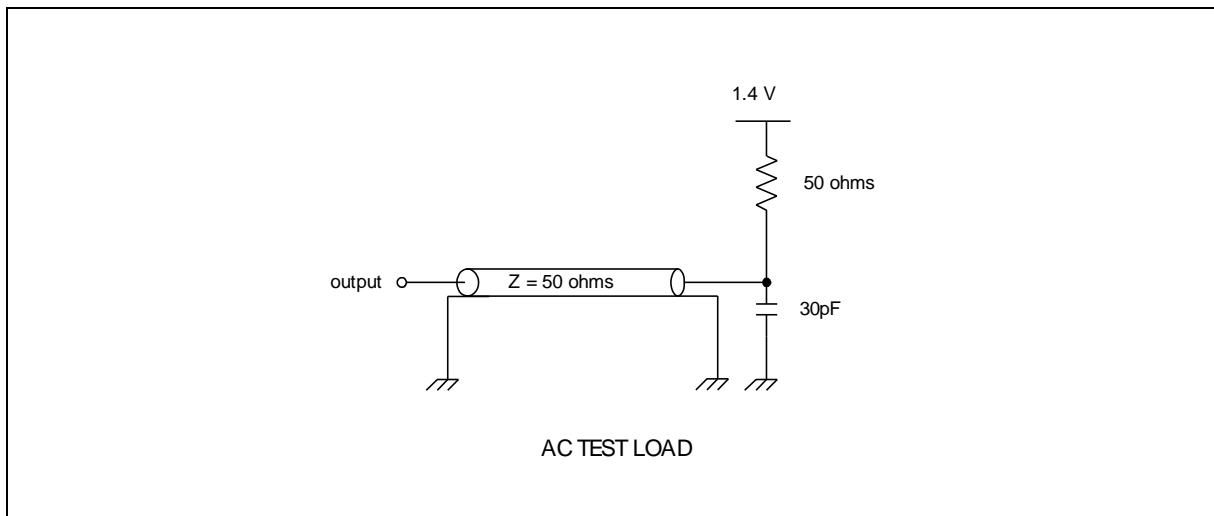 1.4 V
50 ohms
output
Z = 50 ohms
30pF
AC TEST LOAD